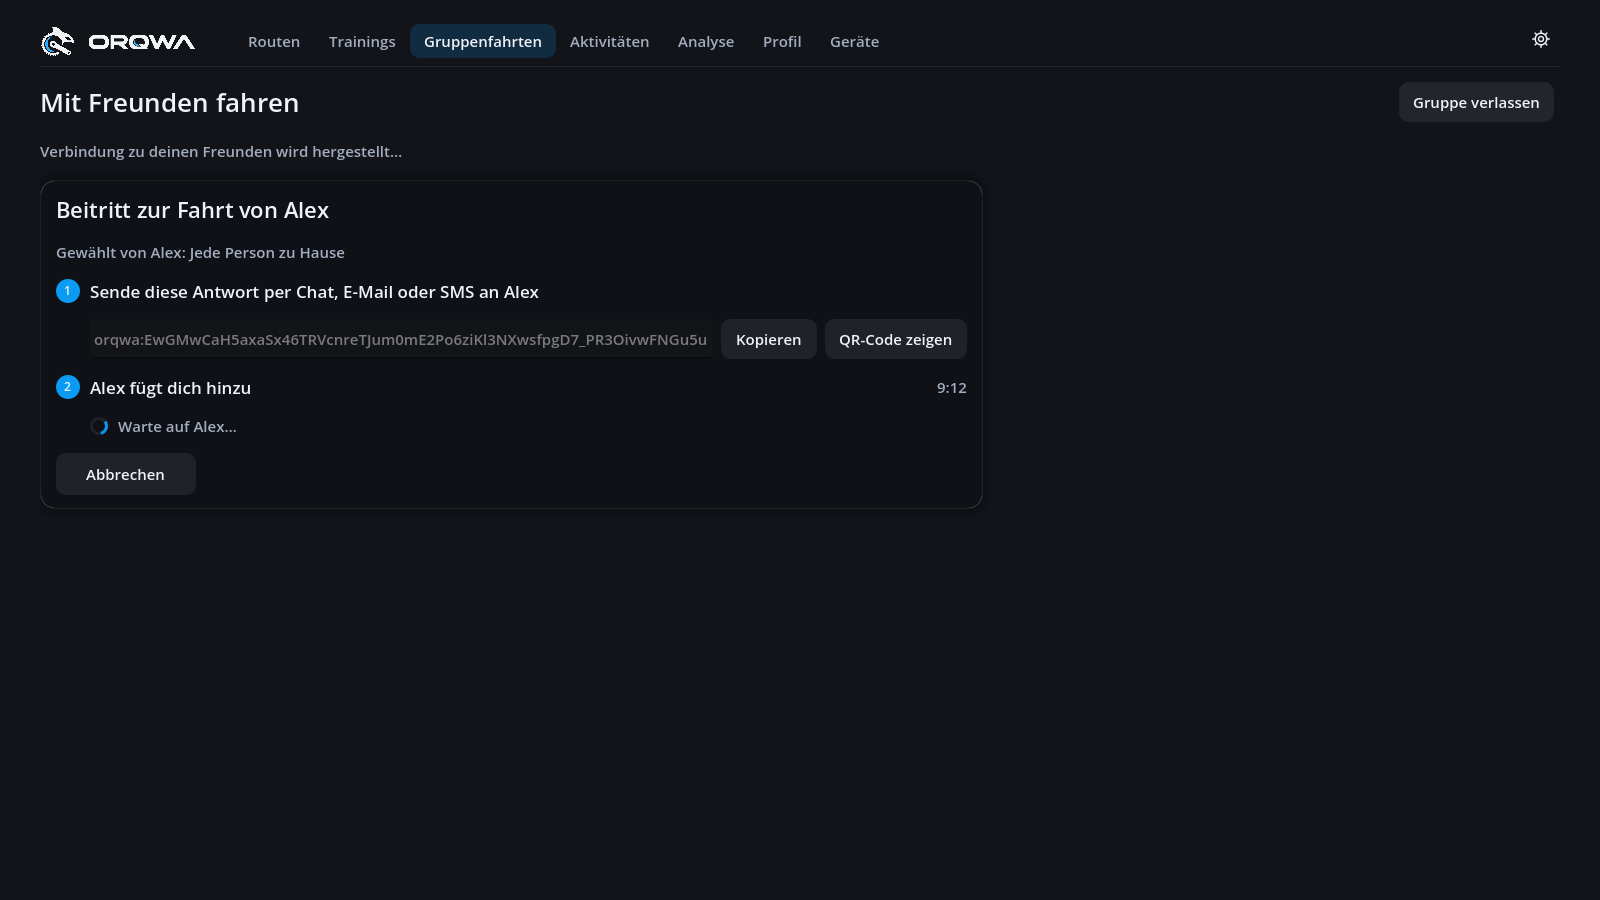 ORQWA
Routen
Trainings
Gruppenfahrten
Aktivitäten
Analyse
Profil
Geräte
Mit Freunden fahren
Gruppe verlassen
Verbindung zu deinen Freunden wird hergestellt...
Beitritt zur Fahrt von Alex
Gewählt von Alex: Jede Person zu Hause
1 Sende diese Antwort per Chat, E-Mail oder SMS an Alex
orqwa:EwGMwCaH5axaSx46TRVcnreTJum0mE2Po6ziKl3NXwsfpgD7_PR3OivwFNGu5u
Kopieren
QR-Code zeigen
2 Alex fügt dich hinzu
9:12
Warte auf Alex...
Abbrechen